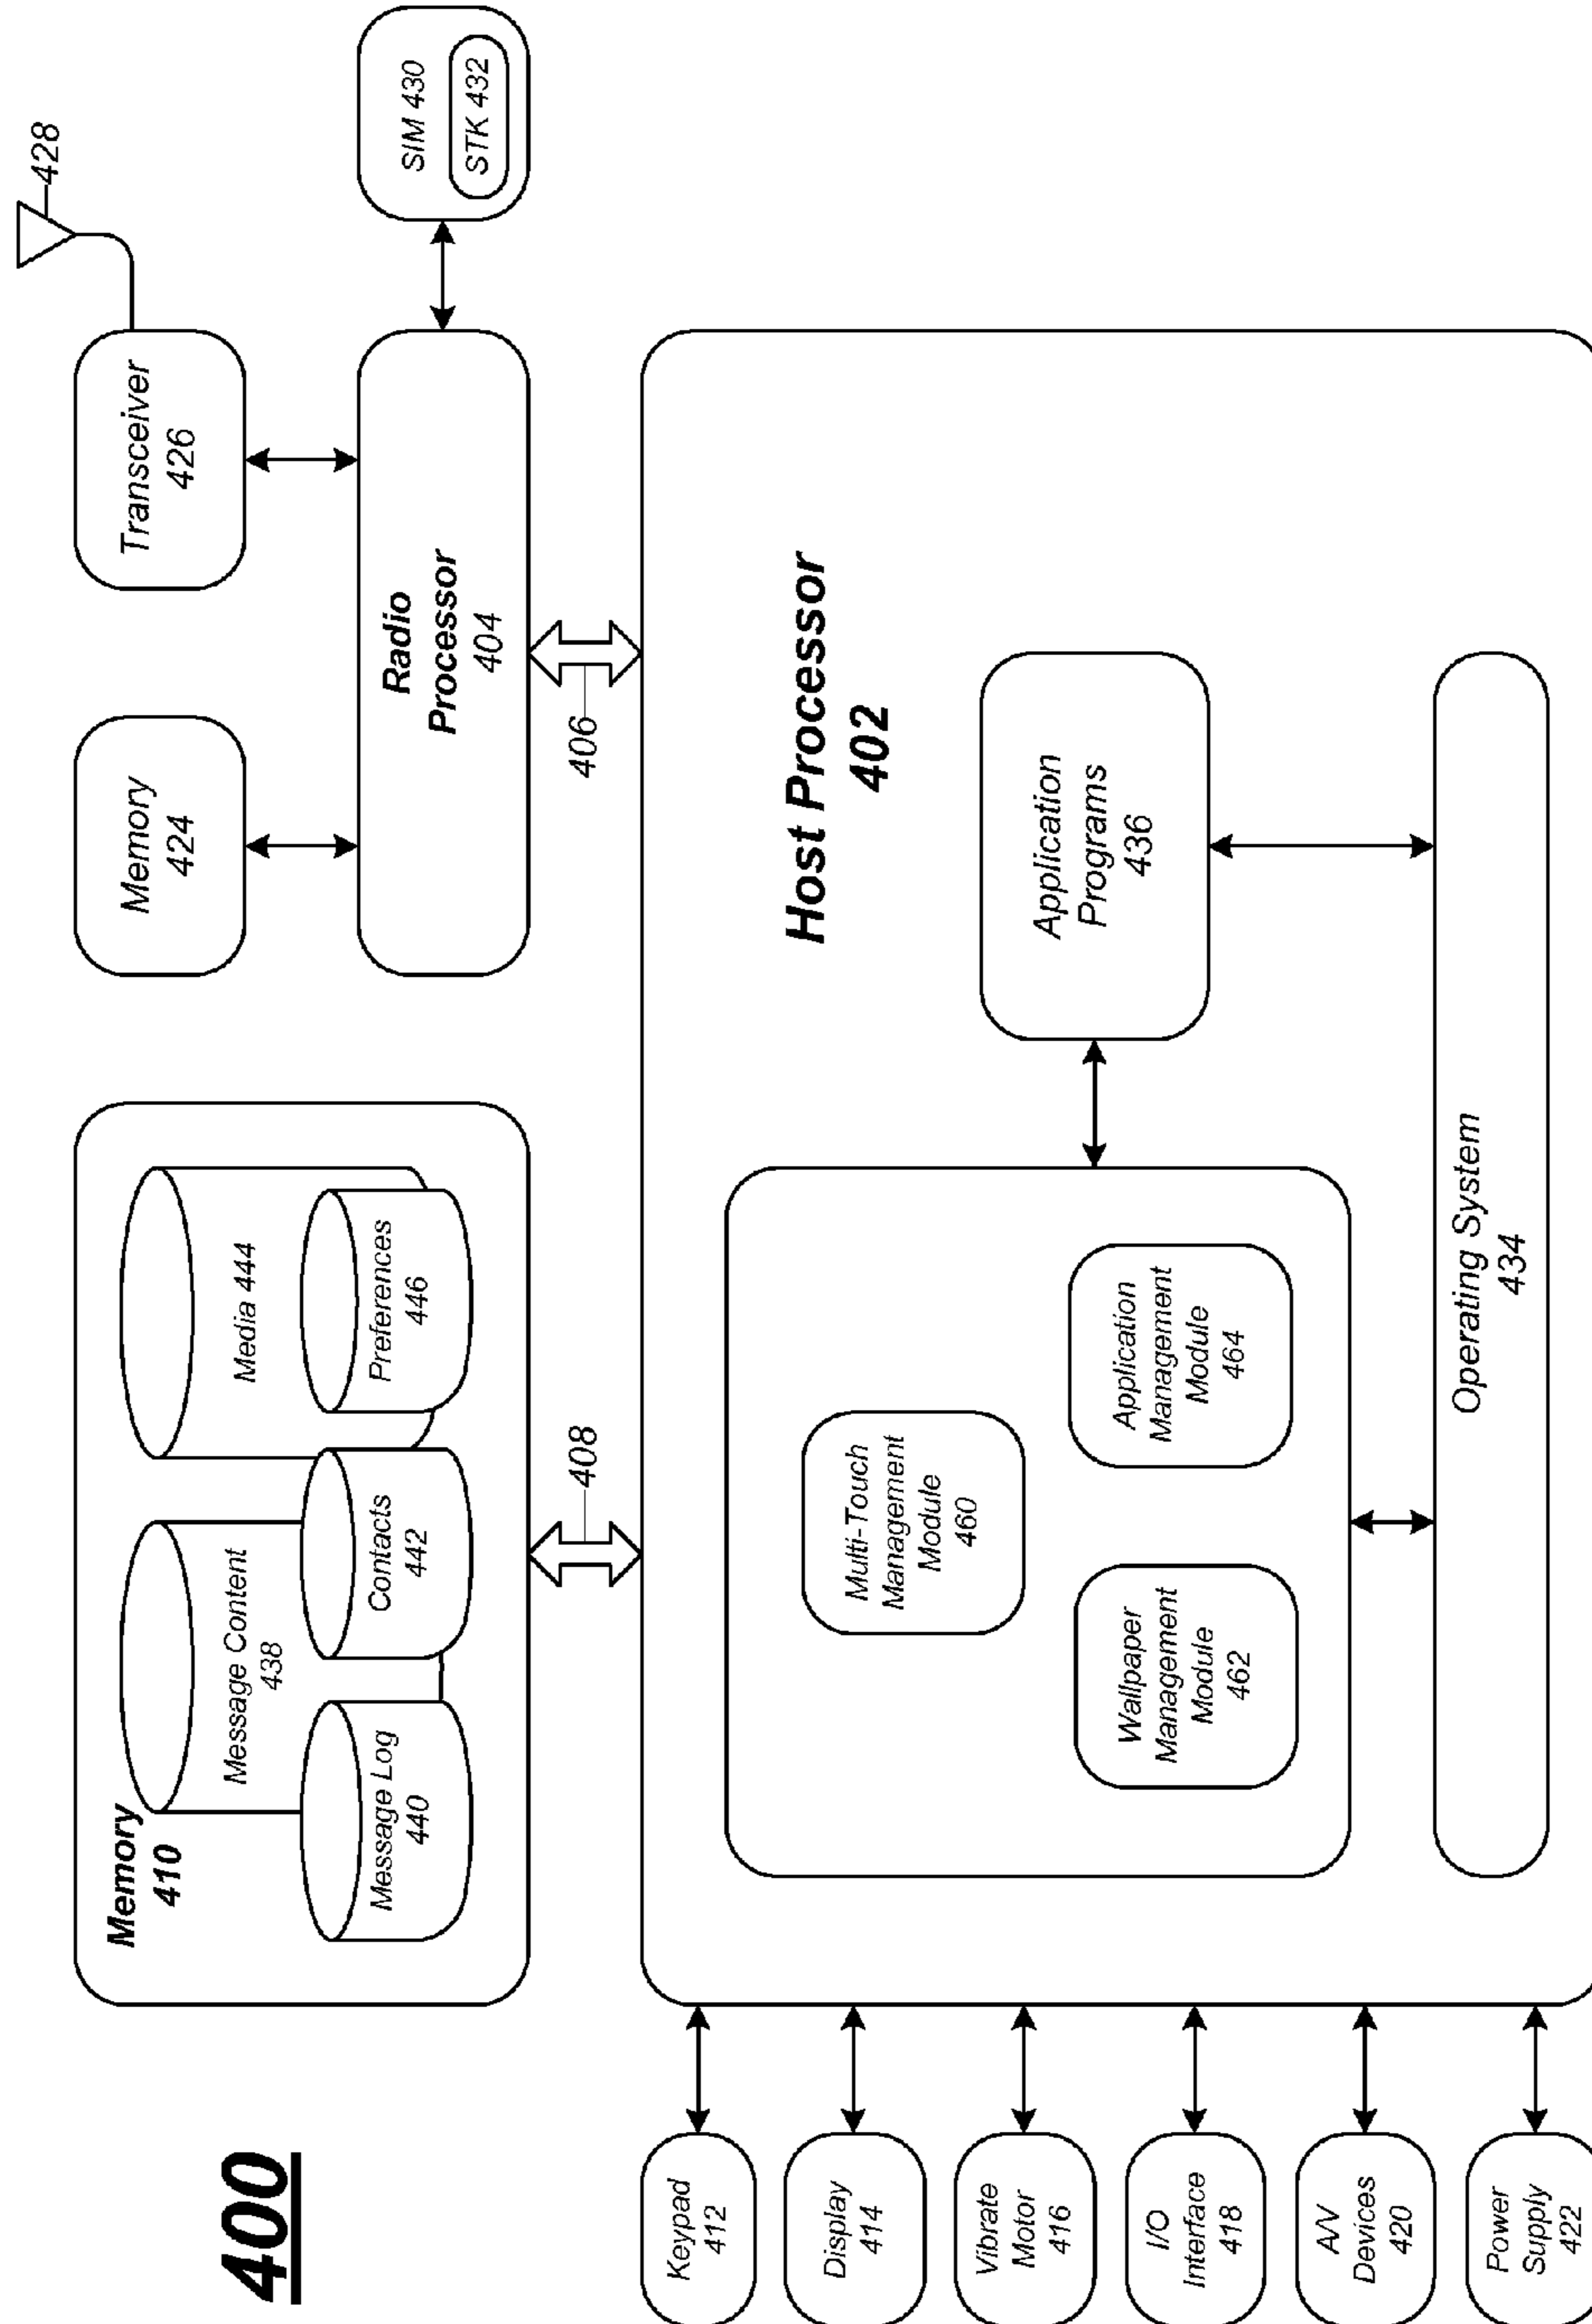 400
Memory
410
Message Content
438
Message Log
440
Contacts
442
Media 444
Preferences
446
Memory
424
Transceiver
426
428
Radio
Processor
404
SIM 430
STK 432
408
406
Keypad
412
Display
414
Vibrate
Motor
416
I/O
Interface
418
A/V
Devices
420
Power
Supply
422
Host Processor
402
Multi-Touch
Management
Module
460
Wallpaper
Management
Module
462
Application
Management
Module
464
Application
Programs
436
Operating System
434